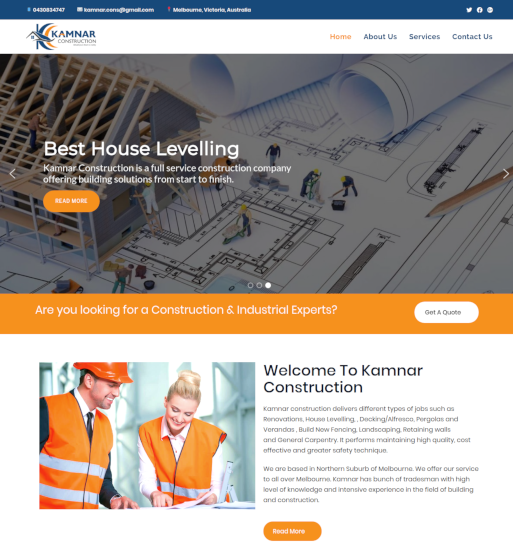 0430834747 kamnar.cons@gmail.com Melbourne, Victoria, Australia
KAMNAR
CONSTRUCTION
Home About Us Services Contact Us
Best House Levelling
Kamnar Construction is a full service construction company
offering building solutions from start to finish.
READ MORE
Are you looking for a Construction & Industrial Experts?
Get A Quote
Welcome To Kamnar
Construction
Kamnar construction delivers different types of jobs such as
Renovations, House Levelling, , Decking/Alfresco, Pergolas and
Verandas , Build New Fencing, Landscaping, Retaining walls
and General Carpentry. It performs maintaining high quality, cost
effective and greater safety technique.
We are based in Northern Suburb of Melbourne. We offer our service
to all over Melbourne. Kamnar has bunch of tradesman with high
level of knowledge and intensive experience in the field of building
and construction.
Read More